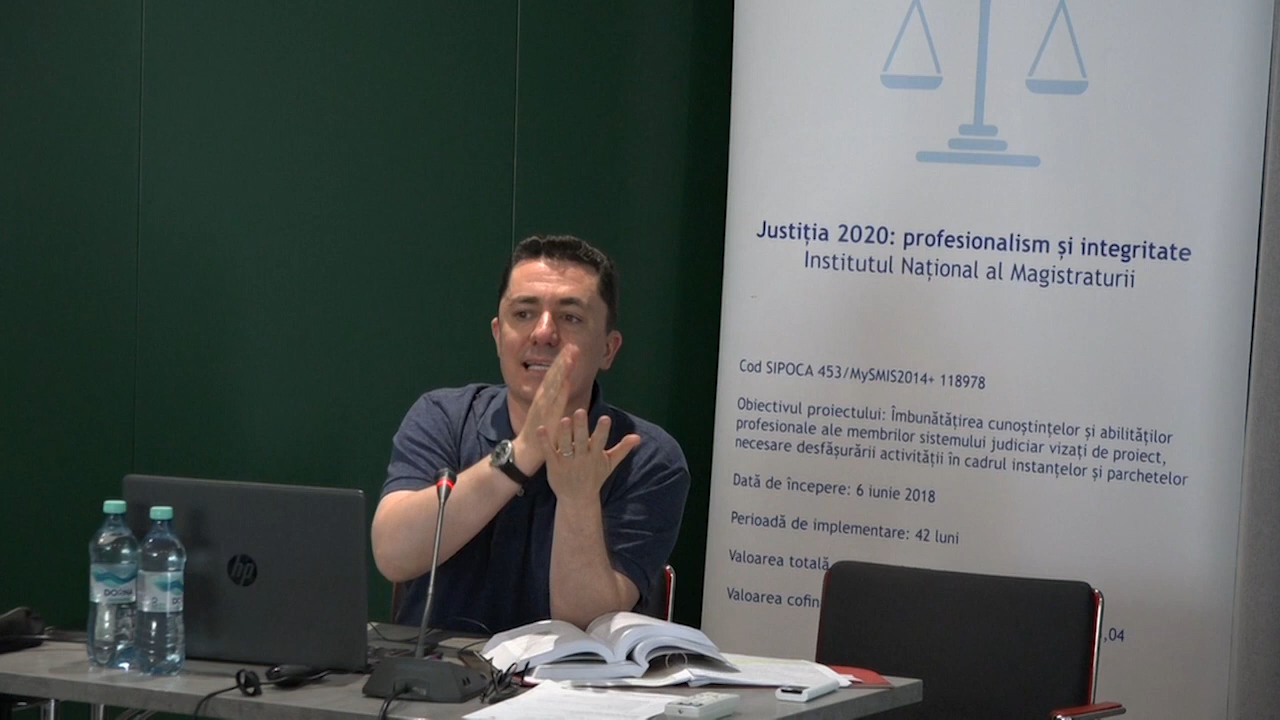 Justiția 2020: profesionalism și integritate
Institutul Național al Magistraturii
Cod SIPOCA 453/MySMIS2014+ 118978
Obiectivul proiectului: Îmbunătățirea cunoștințelor și abilităților
profesionale ale membrilor sistemului judiciar vizați de proiect,
necesare desfășurării activității în cadrul instanțelor și parchetelor
Dată de începere: 6 iunie 2018
Perioadă de implementare: 42 luni
Valoarea totală
Valoarea
,04
hp